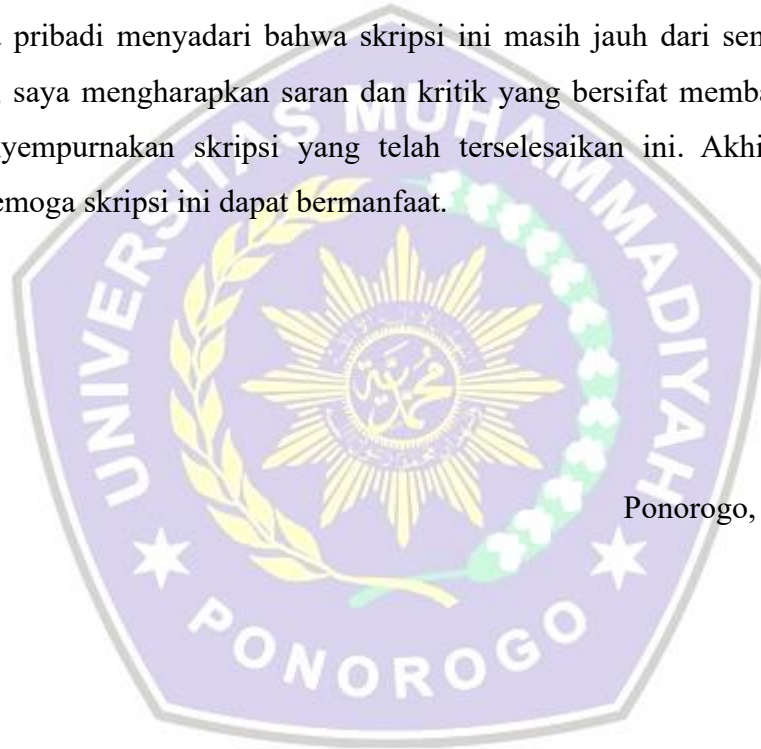 pribadi menyadari bahwa skripsi ini masih jauh dari sem
saya mengharapkan saran dan kritik yang bersifat memba
yempurnakan skripsi yang telah terselesaikan ini. Akhi
emoga skripsi ini dapat bermanfaat.
UNIVERSITAS MUHAMMADIYAH
محمدية
Ponorogo,
PONOROGO